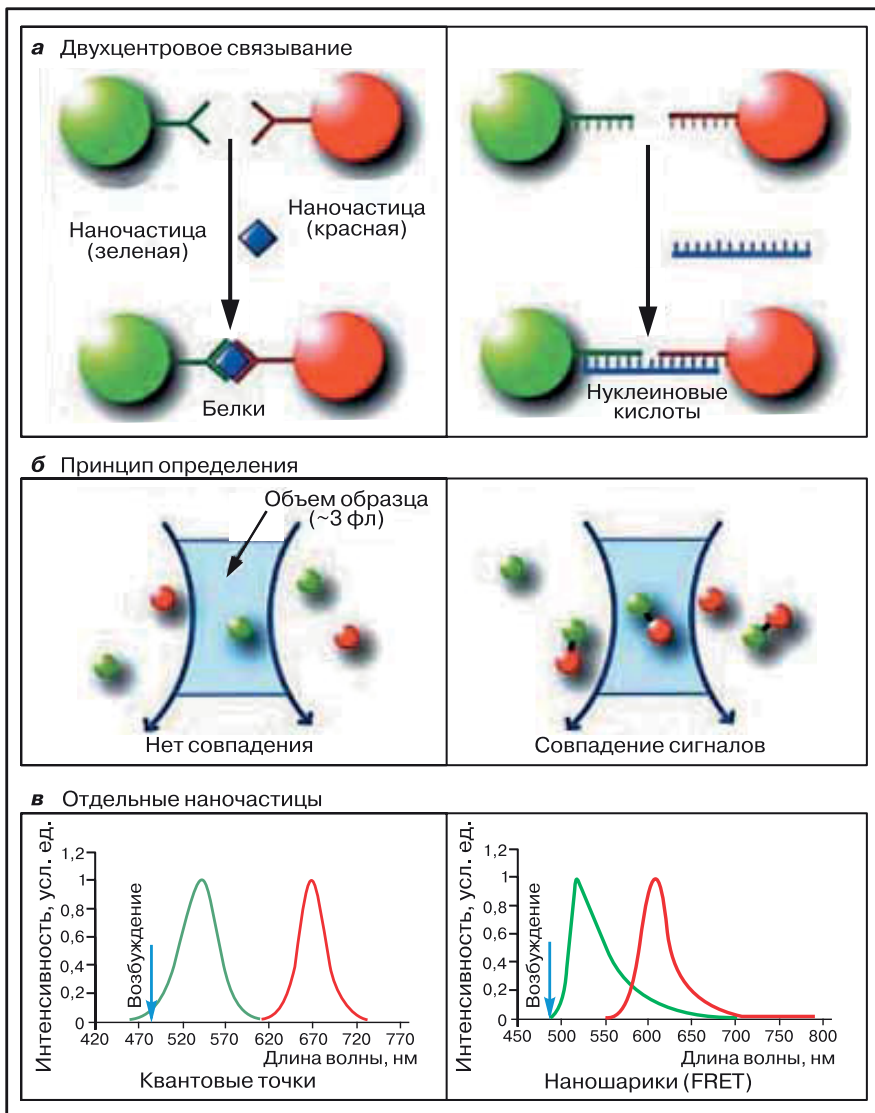 а Двухцентровое связывание
Наночастица
(зеленая)
Наночастица
(красная)
Белки
Нуклеиновые
кислоты
б Принцип определения
Объем образца
(~3 фл)
Нет совпадения
Совпадение сигналов
в Отдельные наночастицы
Интенсивность, усл. ед.
1,2
1
0,8
0,6
0,4
0,2
0
Возбуждение
420 470 520 570 620 670 720 770
Длина волны, нм
Квантовые точки
Интенсивность, усл. ед.
1,2
1
0,8
0,6
0,4
0,2
0
Возбуждение
450 500 550 600 650 700 750 800
Длина волны, нм
Наношарики (FRET)